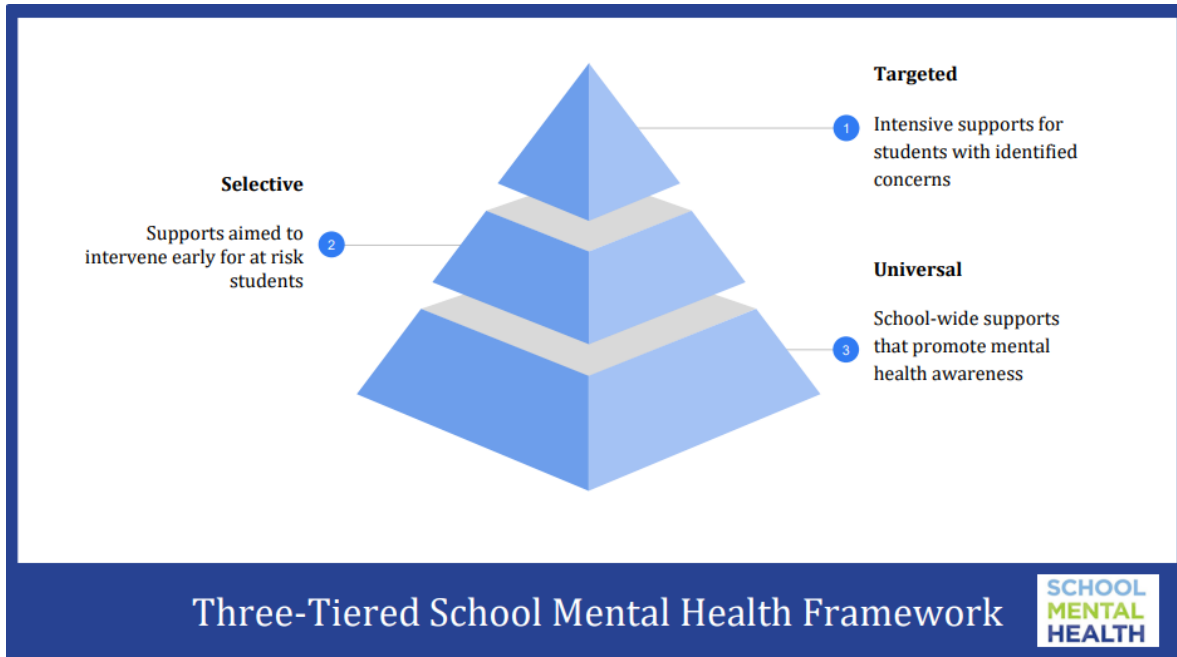 Targeted
1
Intensive supports for
students with identified
concerns
Selective
2
Supports aimed to
intervene early for at risk
students
Universal
3
School-wide supports
that promote mental
health awareness
Three-Tiered School Mental Health Framework
SCHOOL
MENTAL
HEALTH